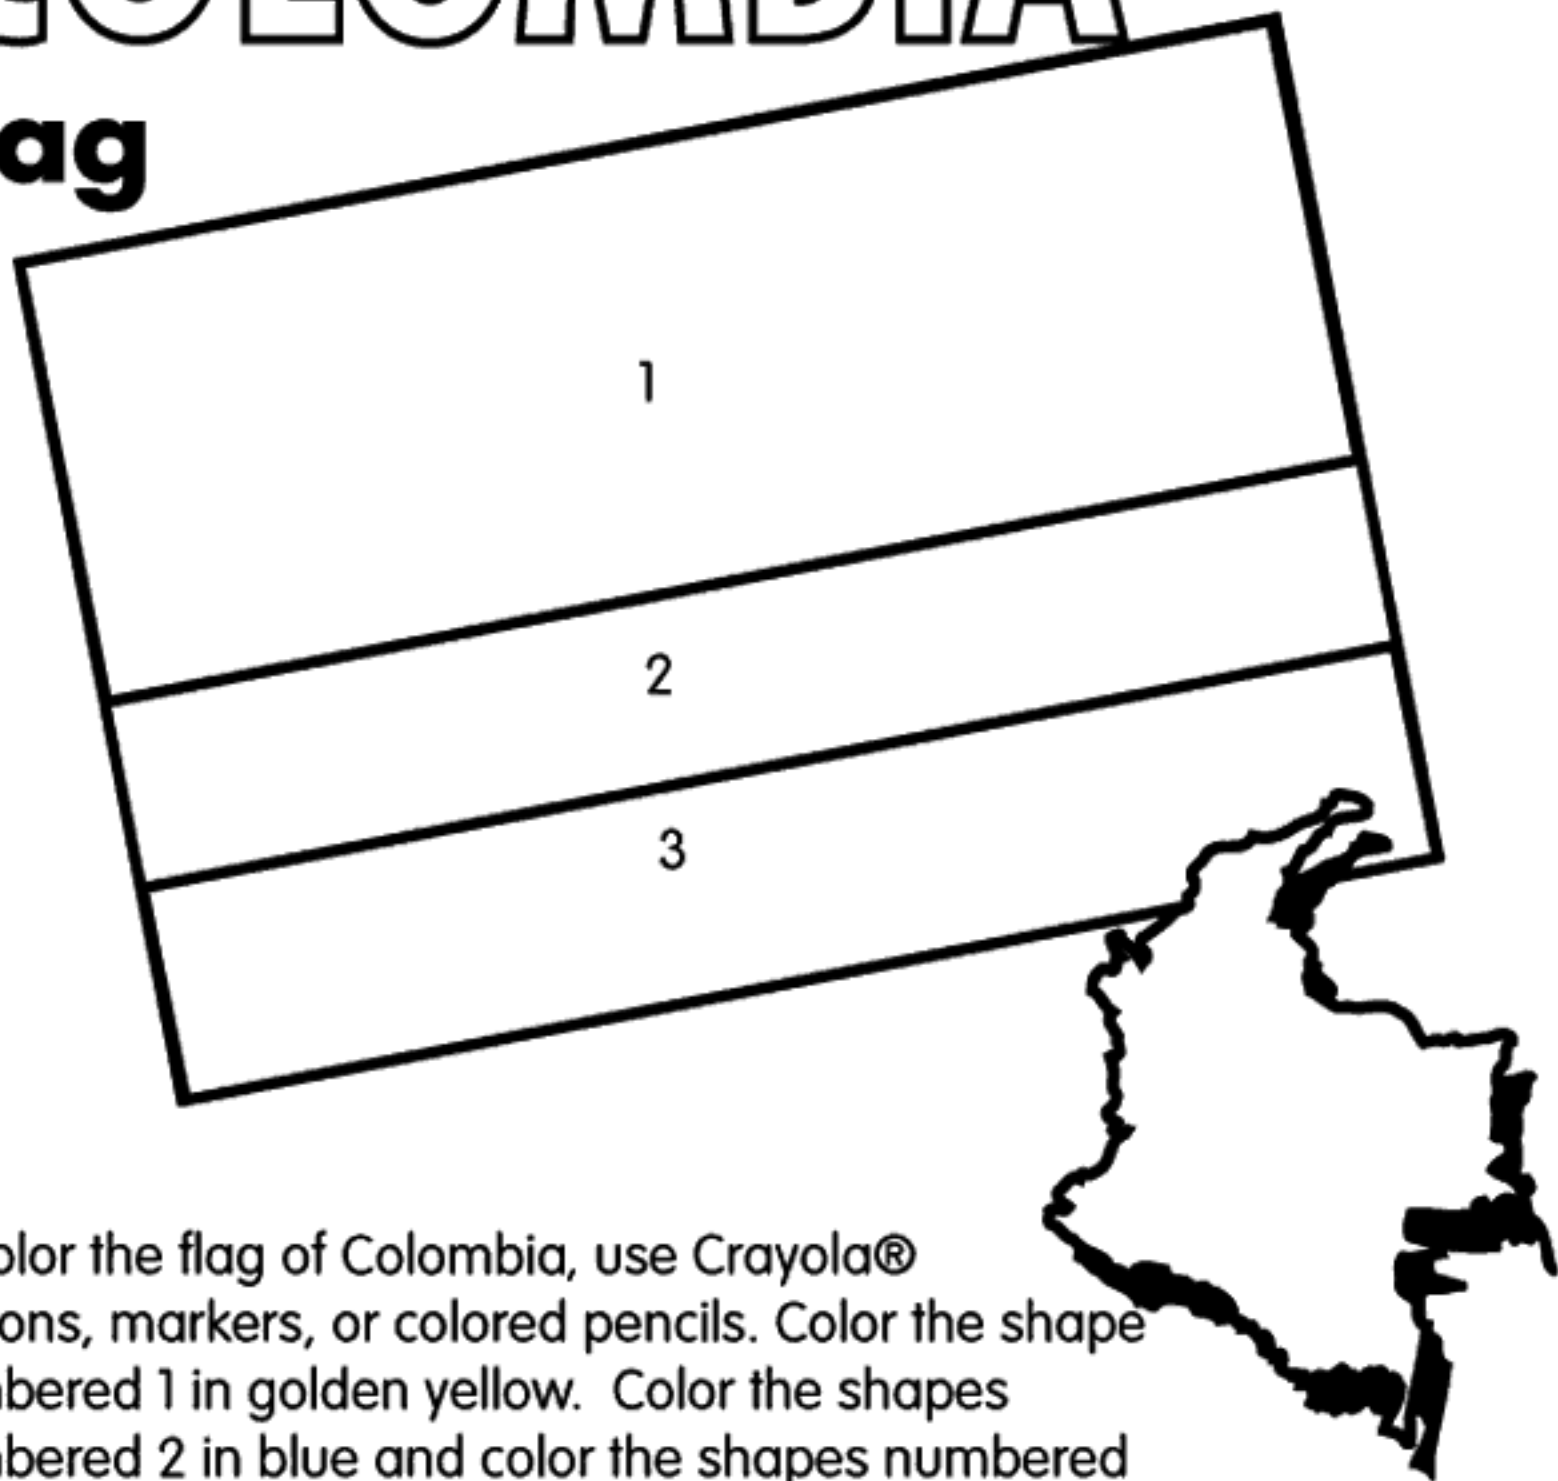 COLOMBIA
ag
1
2
3
olor the flag of Colombia, use Crayola®
ons, markers, or colored pencils. Color the shape
bered 1 in golden yellow. Color the shapes
bered 2 in blue and color the shapes numbered